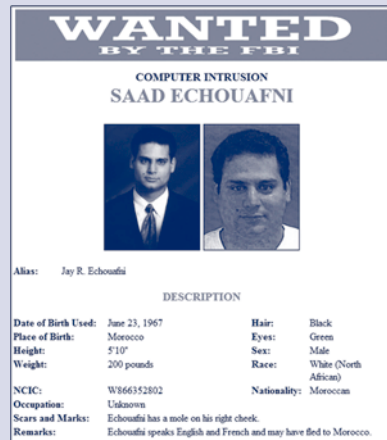 WANTED
BY THE FBI
COMPUTER INTRUSION
SAAD ECHOUAFNI
Alias: Jay R. Echouafni
DESCRIPTION
Date of Birth Used: June 23, 1967 Hair: Black
Place of Birth: Morocco Eyes: Green
Height: 5'10" Sex: Male
Weight: 200 pounds Race: White (North
African)
NCIC: W866352802 Nationality: Moroccan
Occupation: Unknown
Scars and Marks: Echouafni has a mole on his right cheek.
Remarks: Echouafni speaks English and French and may have fled to Morocco.